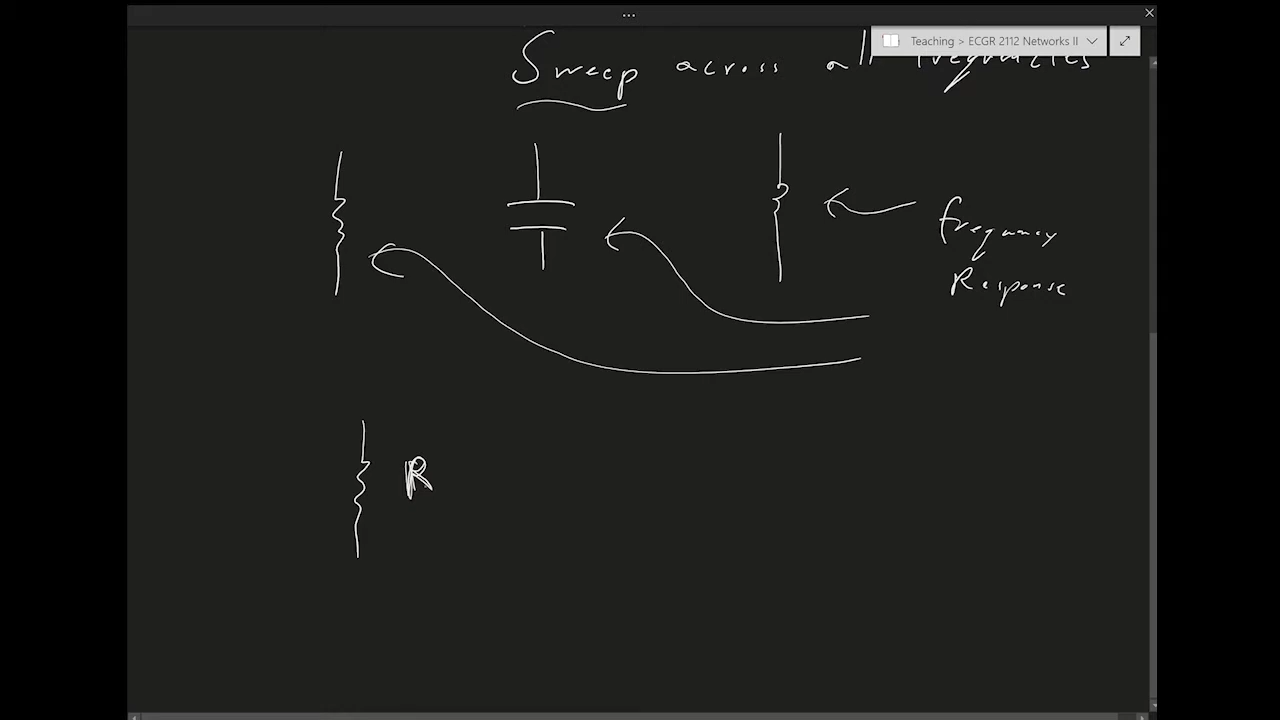 Teaching > ECGR 2112 Networks II
Sweep across all frequencies
frequency
Response
R